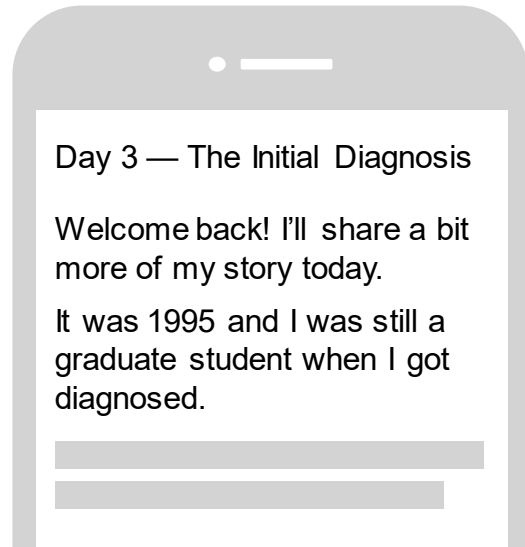 Day 3 — The Initial Diagnosis
Welcome back! I’ll share a bit
more of my story today.
It was 1995 and I was still a
graduate student when I got
diagnosed.